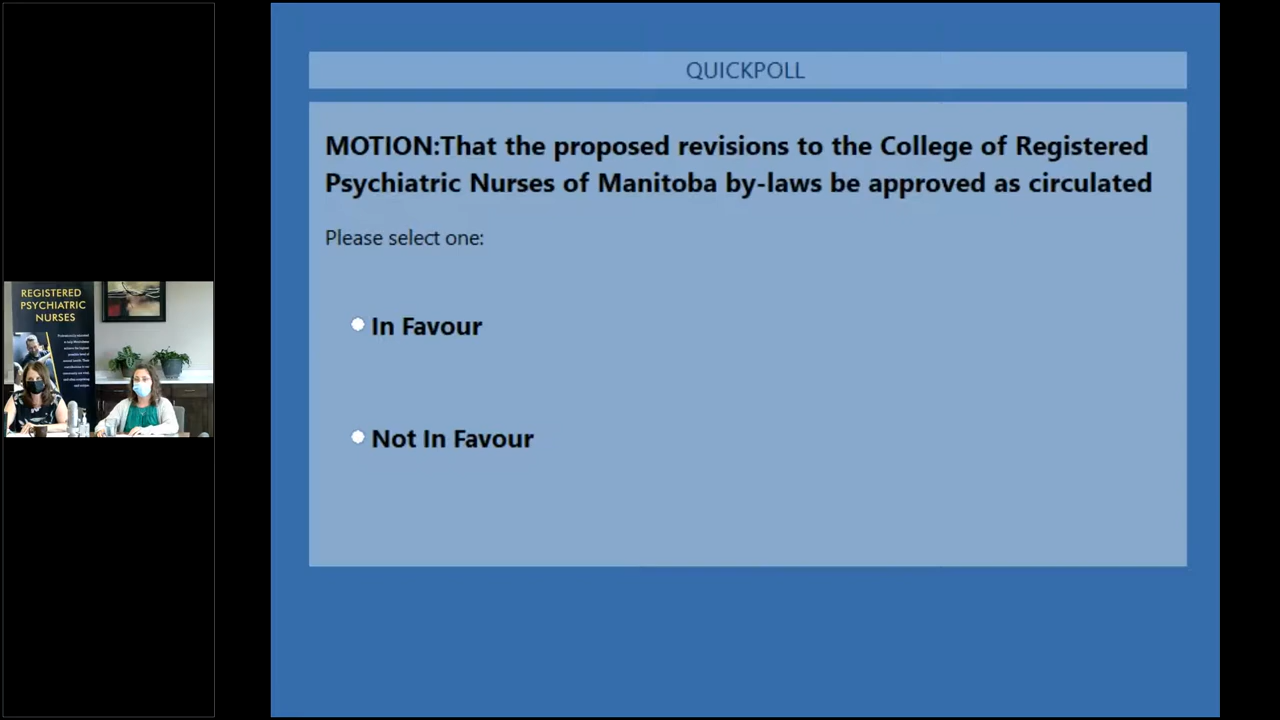 QUICKPOLL
MOTION:That the proposed revisions to the College of Registered
Psychiatric Nurses of Manitoba by-laws be approved as circulated
Please select one:
In Favour
Not In Favour
REGISTERED
PSYCHIATRIC
NURSES